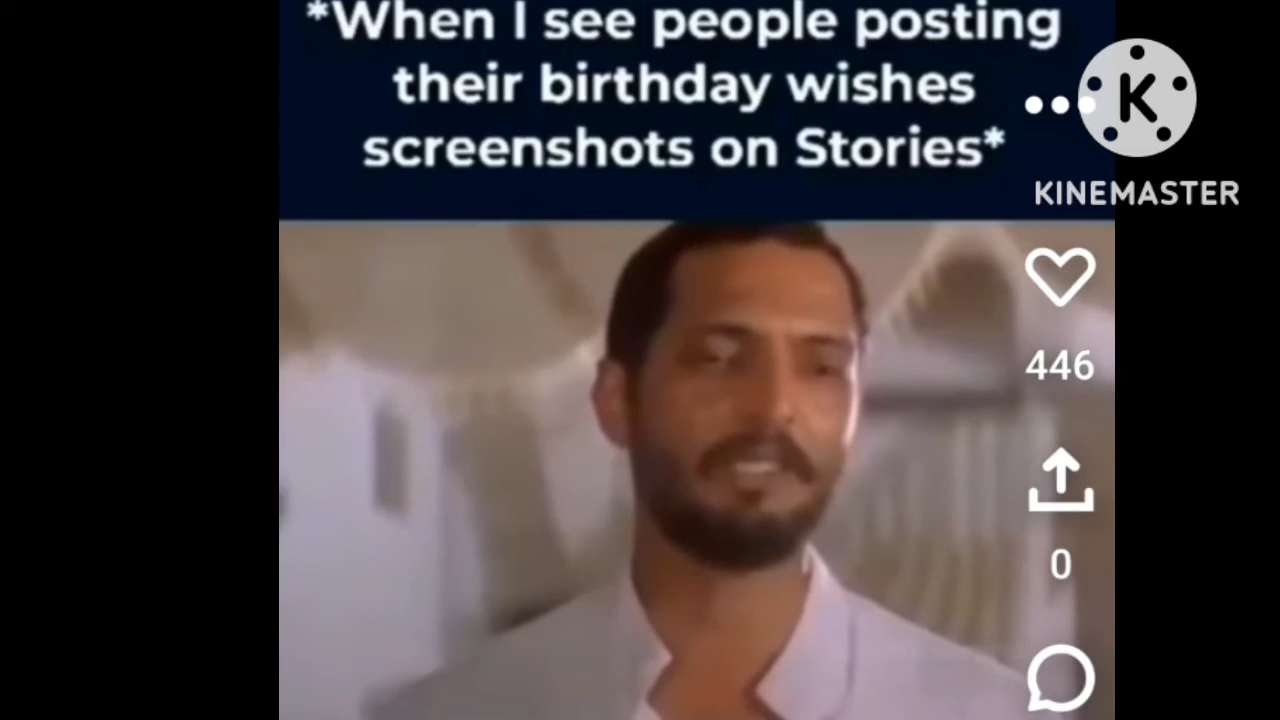 *When I see people posting
their birthday wishes
screenshots on Stories*
K
KINEMASTER
446
0